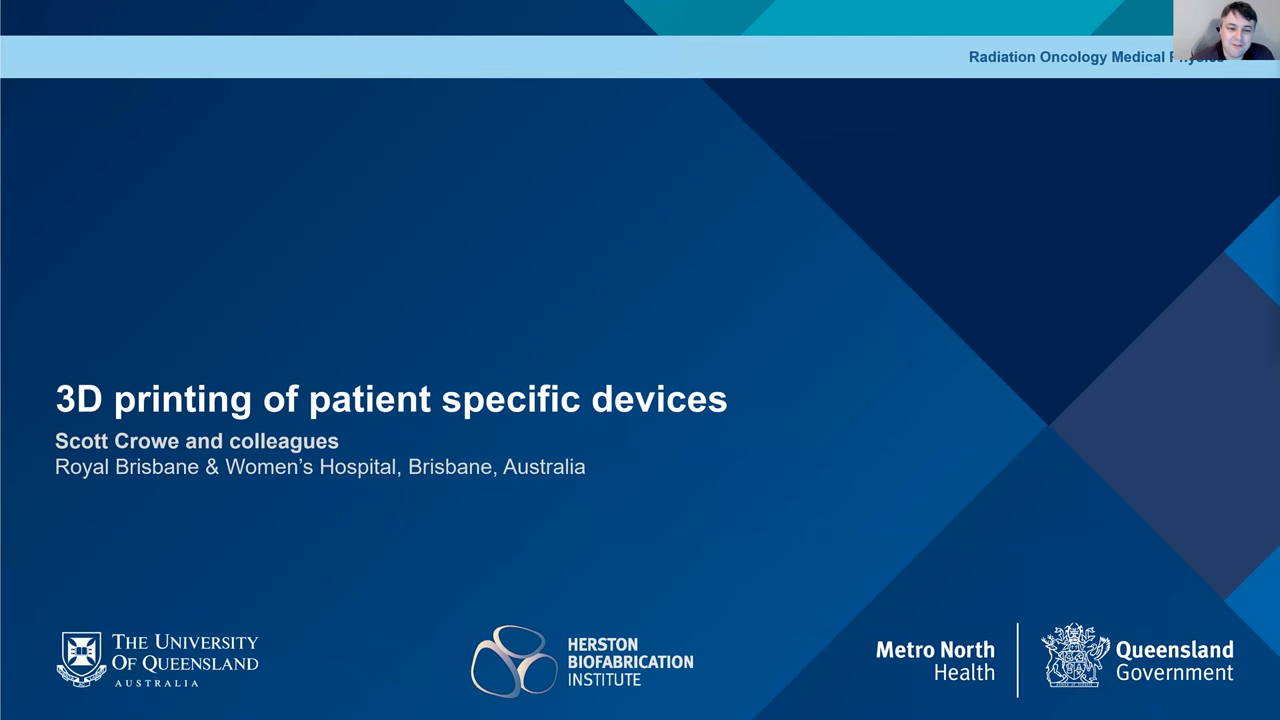 Radiation Oncology Medical
3D printing of patient specific devices
Scott Crowe and colleagues
Royal Brisbane & Women's Hospital, Brisbane, Australia
THE UNIVERSITY
OF QUEENSLAND
AUSTRALIA
HERSTON
BIOFABRICATION
INSTITUTE
Metro North
Health
Queensland
Government